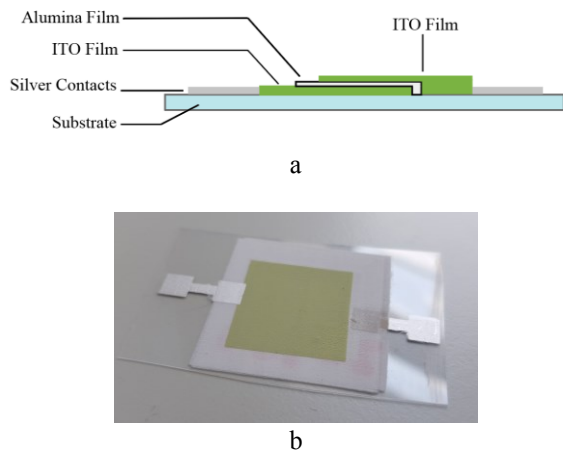 Alumina Film
ITO Film
ITO Film
Silver Contacts
Substrate
a
b